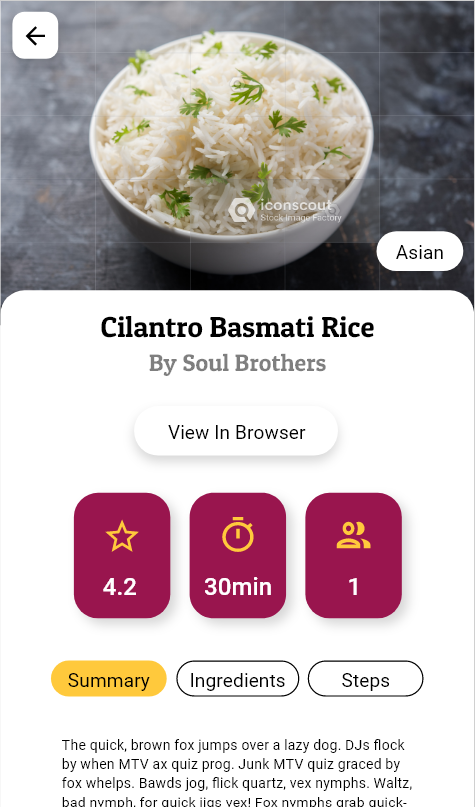 iconscout
Stock Image Factory
Asian
Cilantro Basmati Rice
By Soul Brothers
View In Browser
4.2
30min
1
Summary
Ingredients
Steps
The quick, brown fox jumps over a lazy dog. DJs flock
by when MTV ax quiz prog. Junk MTV quiz graced by
fox whelps. Bawds jog, flick quartz, vex nymphs. Waltz,
bad nymph, for quick jigs vex! Fox nymphs grab quick-